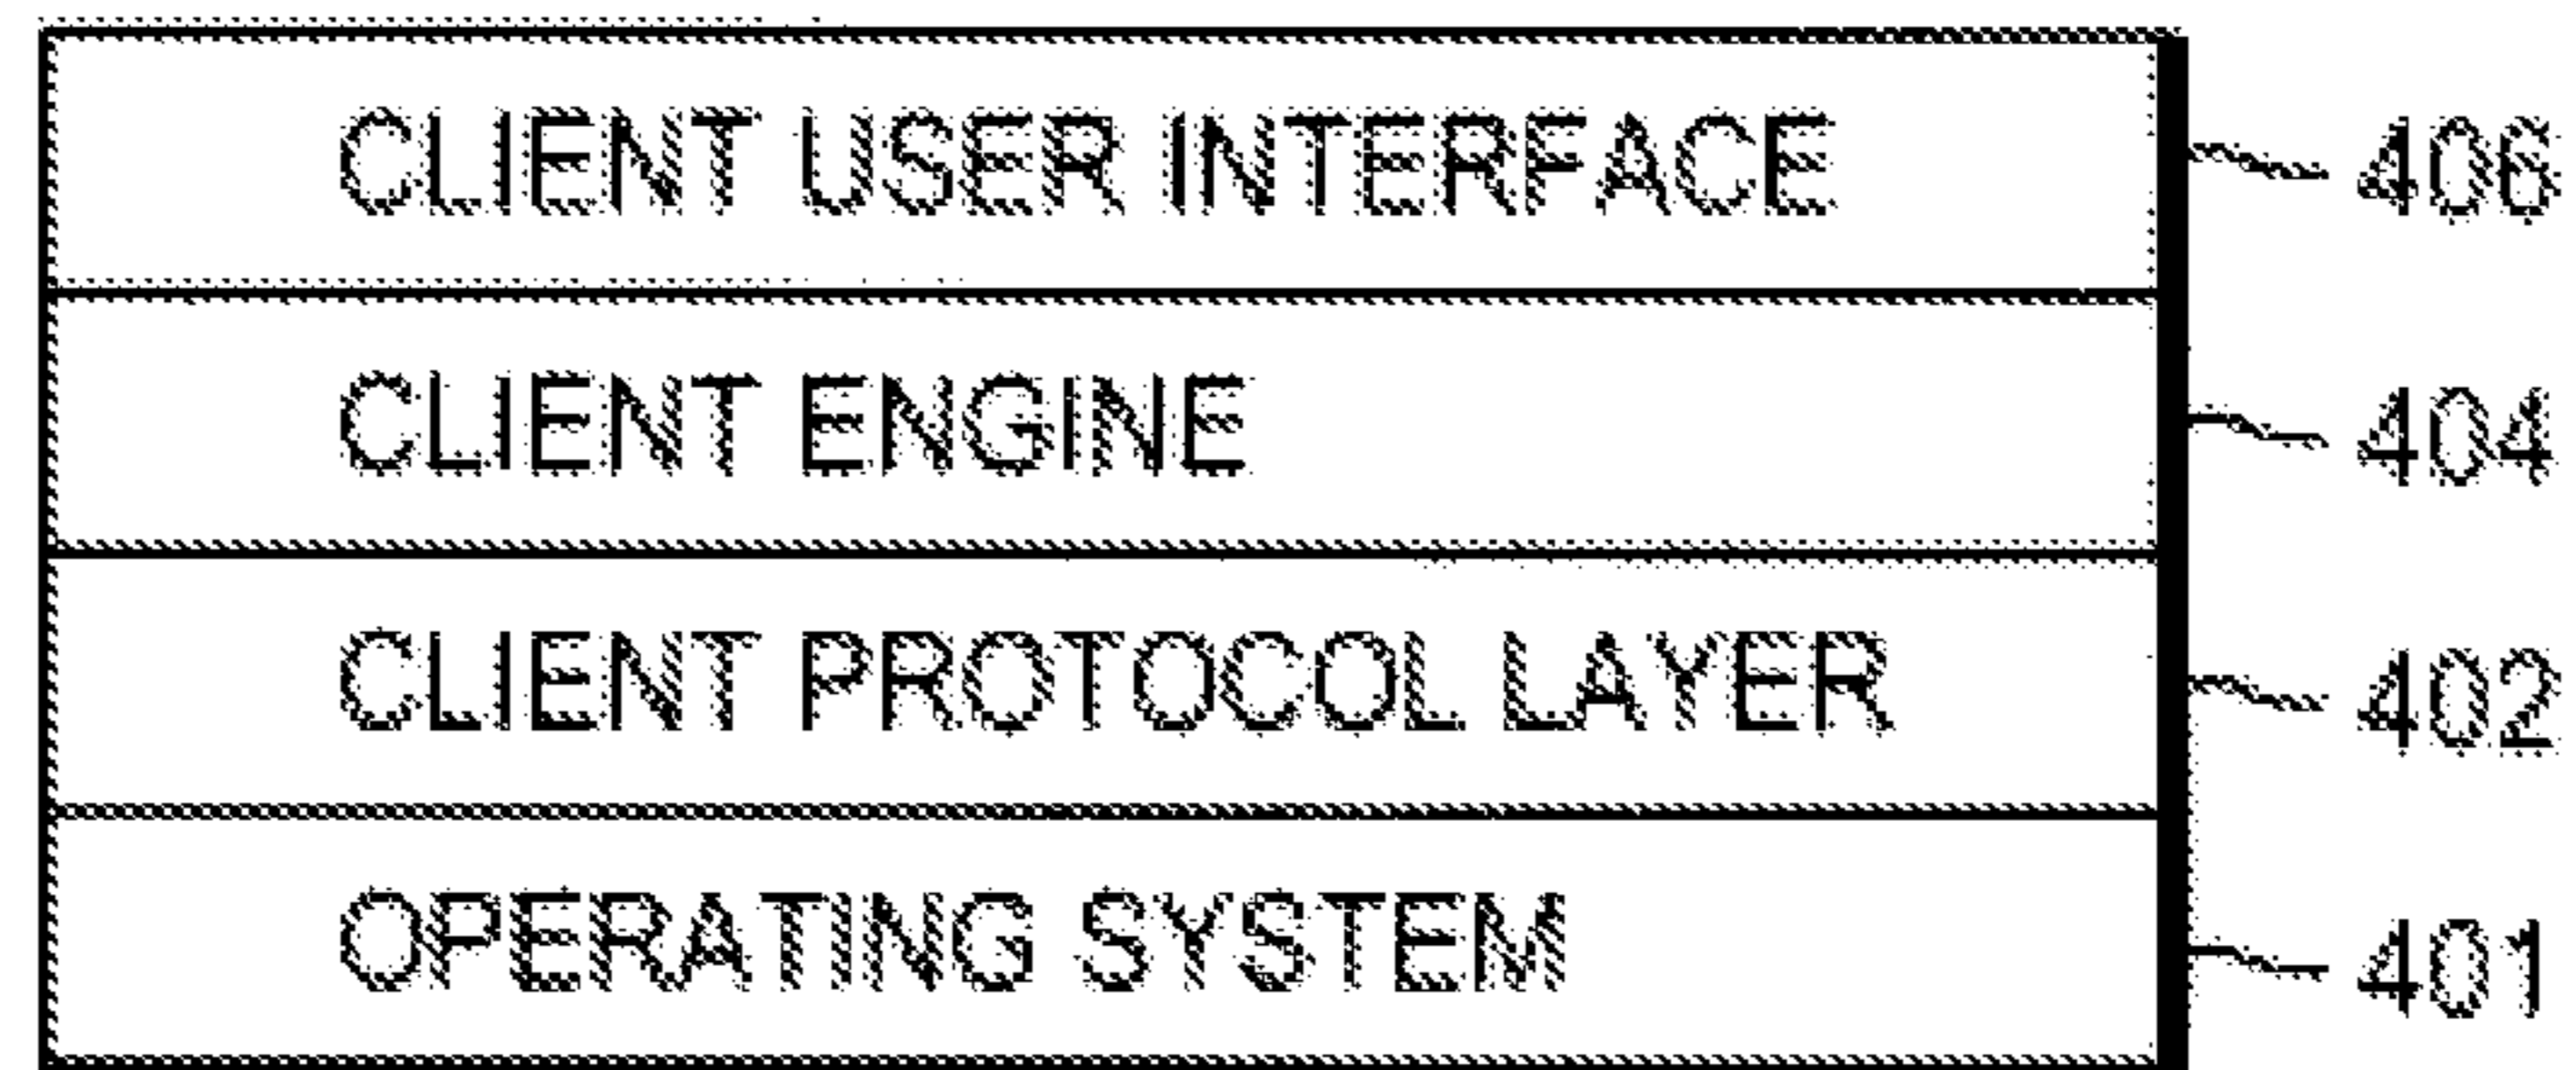 CLIENT USER INTERFACE 406
CLIENT ENGINE 404
CLIENT PROTOCOL LAYER 402
OPERATING SYSTEM 401